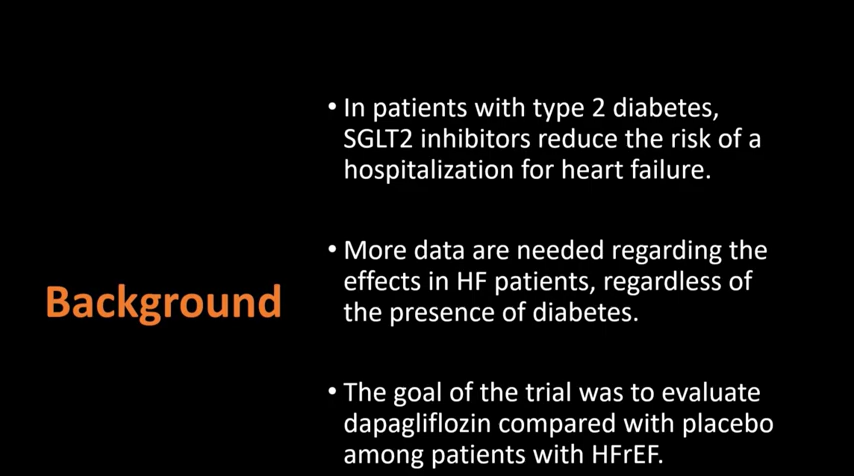 Background
• In patients with type 2 diabetes,
SGLT2 inhibitors reduce the risk of a
hospitalization for heart failure.
• More data are needed regarding the
effects in HF patients, regardless of
the presence of diabetes.
• The goal of the trial was to evaluate
dapagliflozin compared with placebo
among patients with HFrEF.